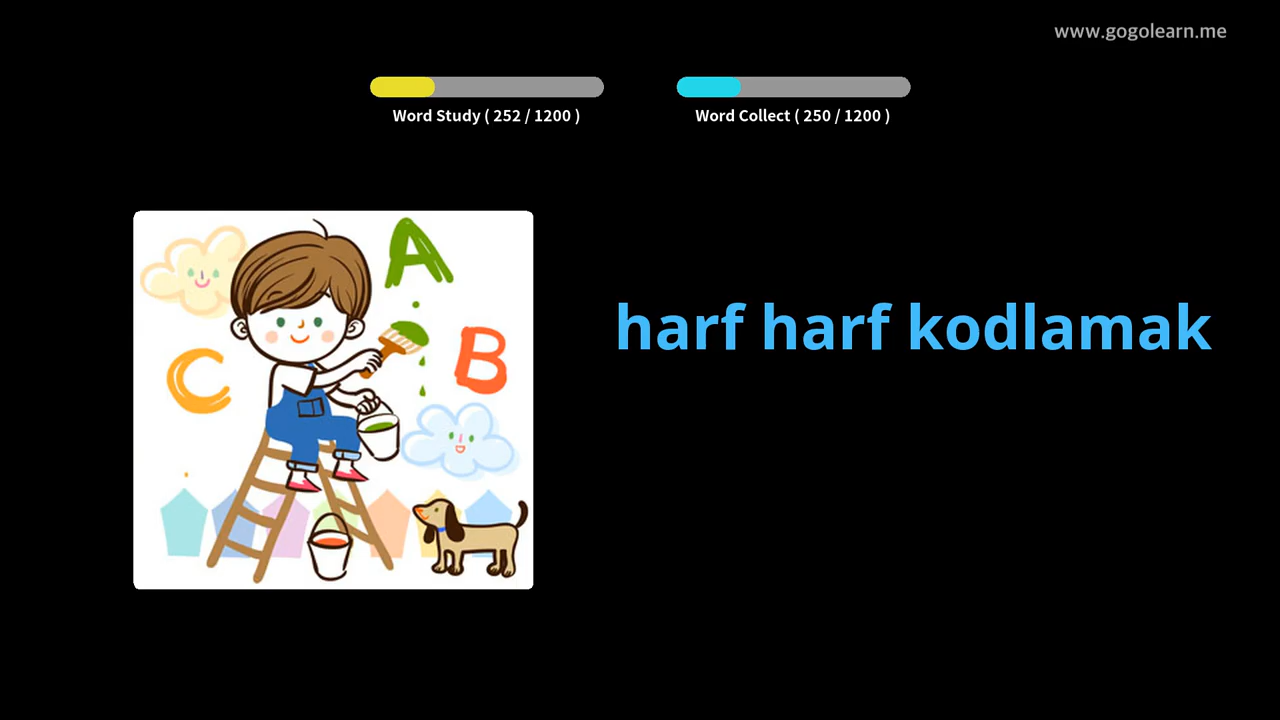 www.gogolearn.me
Word Study ( 252 / 1200 )
Word Collect ( 250 / 1200 )
A
B
C
harf harf kodlamak